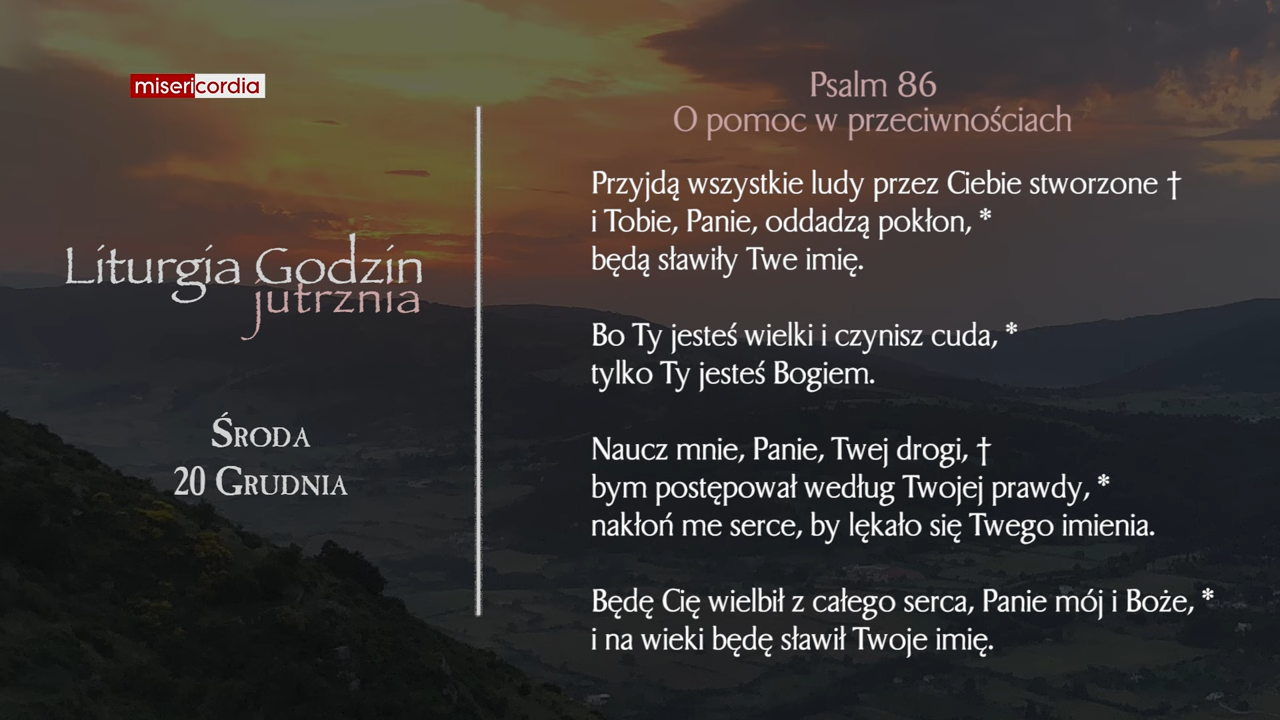 misericordia
Liturgia Godzin
jutrznia
Środa
20 Grudnia
Psalm 86
O pomoc w przeciwnościach
Przyjdą wszystkie ludy przez Ciebie stworzone †
i Tobie, Panie, oddadzą pokłon, *
będą sławiły Twe imię.
Bo Ty jesteś wielki i czynisz cuda, *
tylko Ty jesteś Bogiem.
Naucz mnie, Panie, Twej drogi, †
bym postępował według Twojej prawdy, *
nakłoń me serce, by lękało się Twego imienia.
Będę Cię wielbił z całego serca, Panie mój i Boże, *
i na wieki będę sławił Twoje imię.